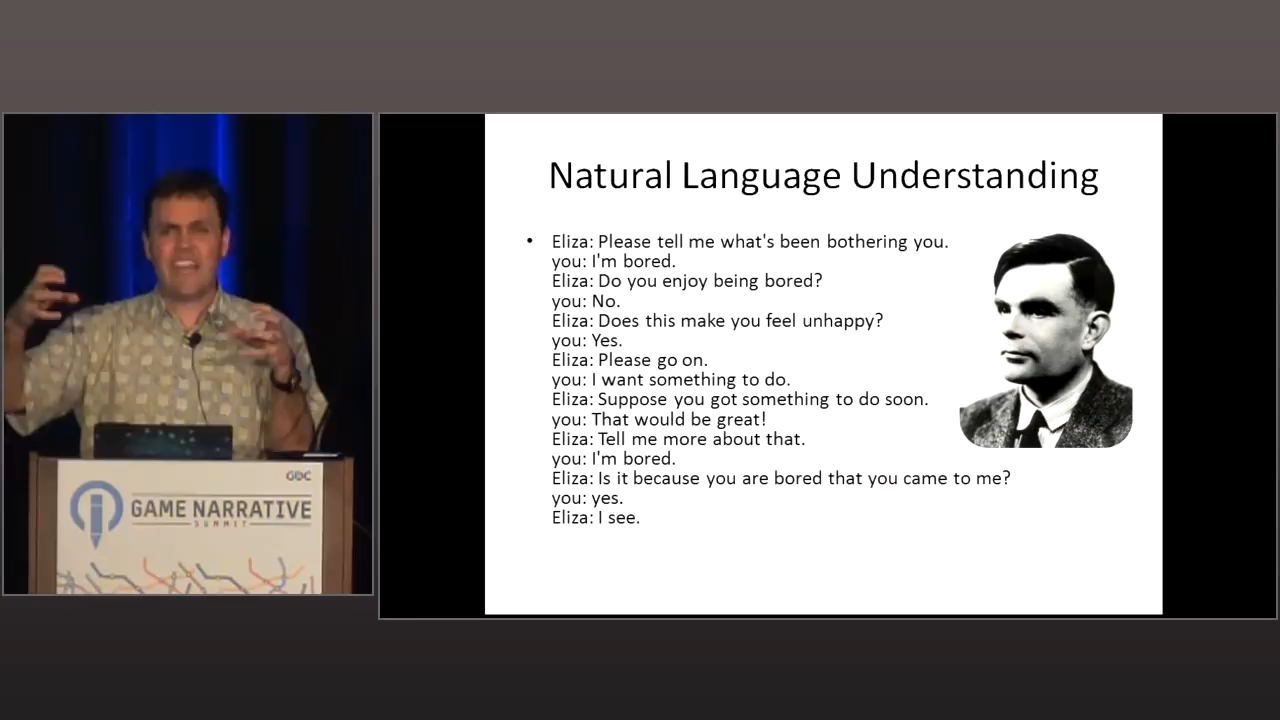 GDC
GAME NARRATIVE
SUMMIT
Natural Language Understanding
• Eliza: Please tell me what's been bothering you.
you: I'm bored.
Eliza: Do you enjoy being bored?
you: No.
Eliza: Does this make you feel unhappy?
you: Yes.
Eliza: Please go on.
you: I want something to do.
Eliza: Suppose you got something to do soon.
you: That would be great!
Eliza: Tell me more about that.
you: I'm bored.
Eliza: Is it because you are bored that you came to me?
you: yes.
Eliza: I see.